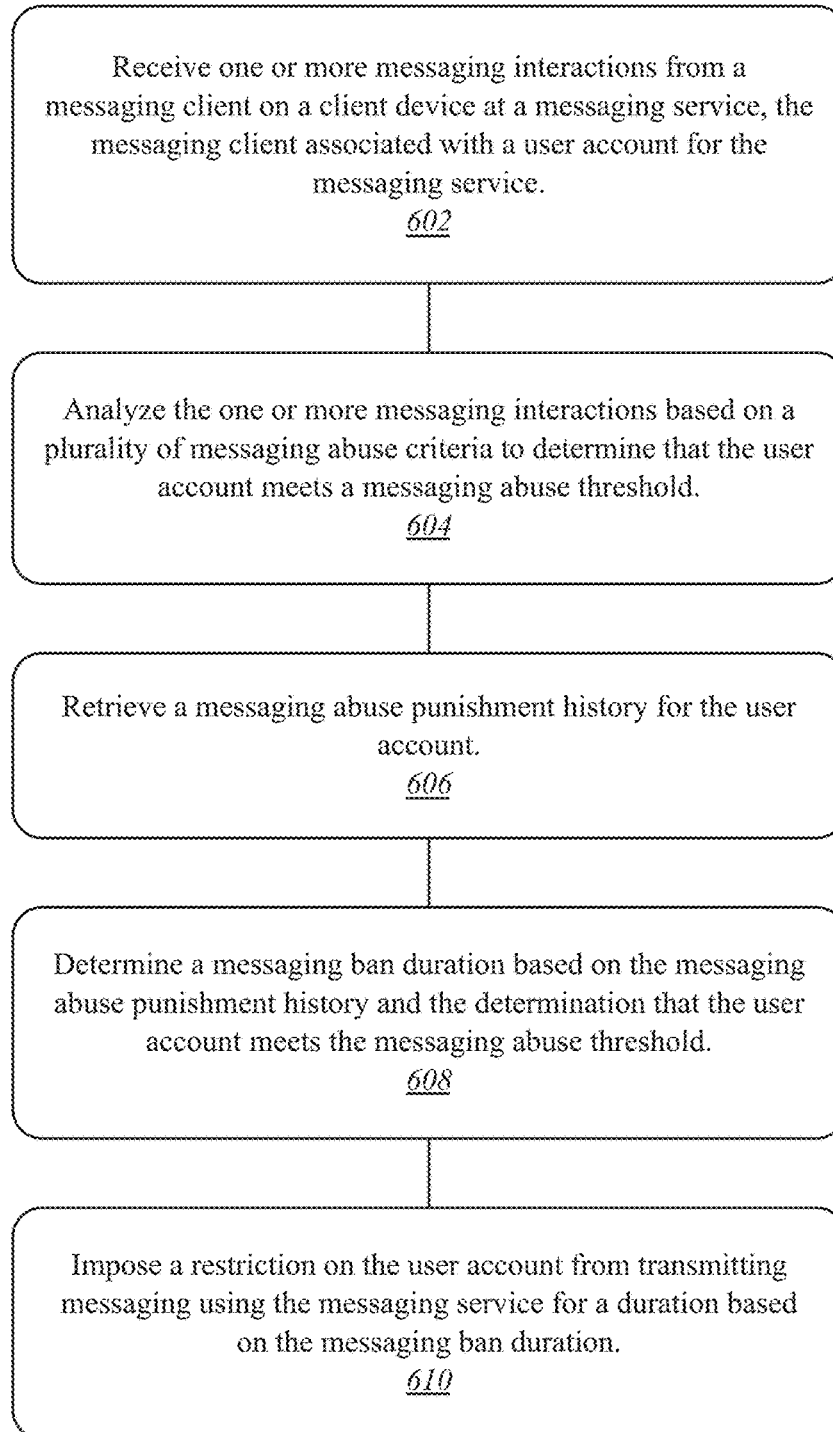 Receive one or more messaging interactions from a
messaging client on a client device at a messaging service, the
messaging client associated with a user account for the
messaging service.
602
Analyze the one or more messaging interactions based on a
plurality of messaging abuse criteria to determine that the user
account meets a messaging abuse threshold.
604
Retrieve a messaging abuse punishment history for the user
account.
606
Determine a messaging ban duration based on the messaging
abuse punishment history and the determination that the user
account meets the messaging abuse threshold.
608
Impose a restriction on the user account from transmitting
messaging using the messaging service for a duration based
on the messaging ban duration.
610